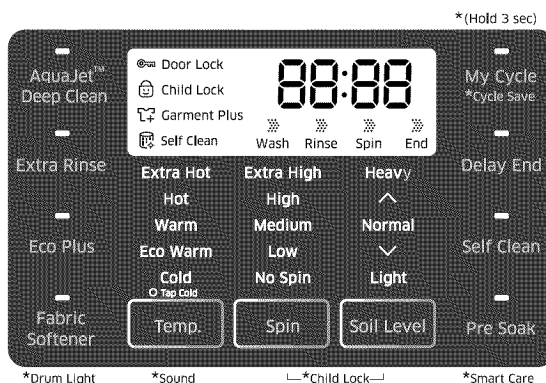 *(Hold 3 sec)
AquaJet™
Deep Clean
Extra Rinse
Eco Plus
Fabric
Softener
Door Lock
Child Lock
Garment Plus
Self Clean
88:88
Wash Rinse Spin End
Extra Hot
Hot
Warm
Eco Warm
Cold
Tap Cold
Temp.
Extra High
High
Medium
Low
No Spin
Spin
Heavy
Normal
Light
Soil Level
My Cycle
*Cycle Save
Delay End
Self Clean
Pre Soak
*Drum Light *Sound *Child Lock *Smart Care